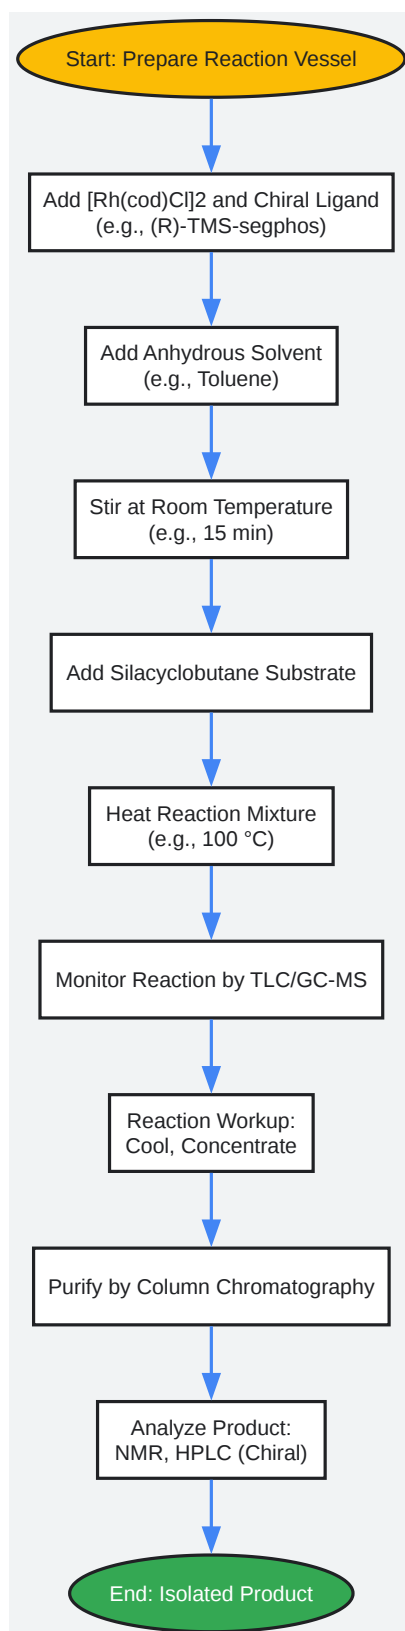 Start: Prepare Reaction Vessel
Add [Rh(cod)Cl]2 and Chiral Ligand
(e.g., (R)-TMS-segphos)
Add Anhydrous Solvent
(e.g., Toluene)
Stir at Room Temperature
(e.g., 15 min)
Add Silacyclobutane Substrate
Heat Reaction Mixture
(e.g., 100 °C)
Monitor Reaction by TLC/GC-MS
Reaction Workup:
Cool, Concentrate
Purify by Column Chromatography
Analyze Product:
NMR, HPLC (Chiral)
End: Isolated Product